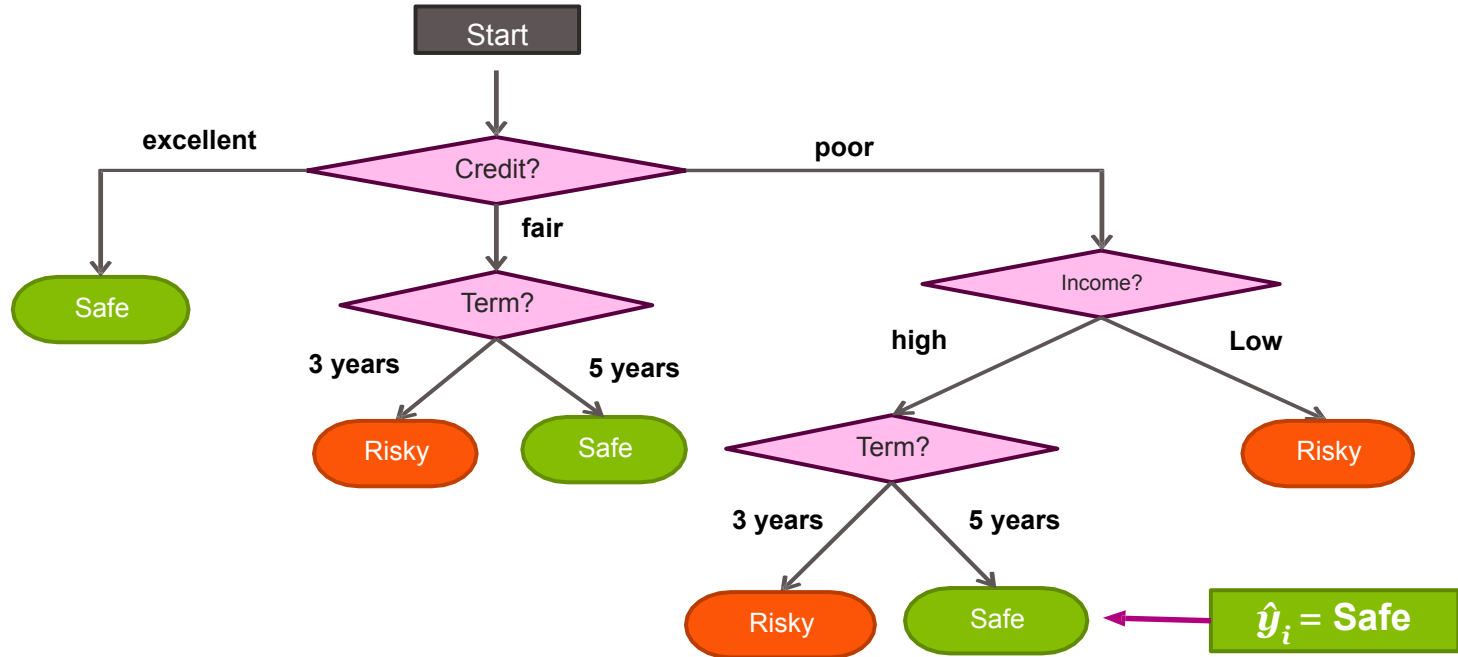 Start
excellent
Credit?
poor
fair
Safe
Term?
Income?
3 years
5 years
high
Low
Risky
Safe
Term?
Risky
3 years
5 years
Risky
Safe
ŷᵢ = Safe